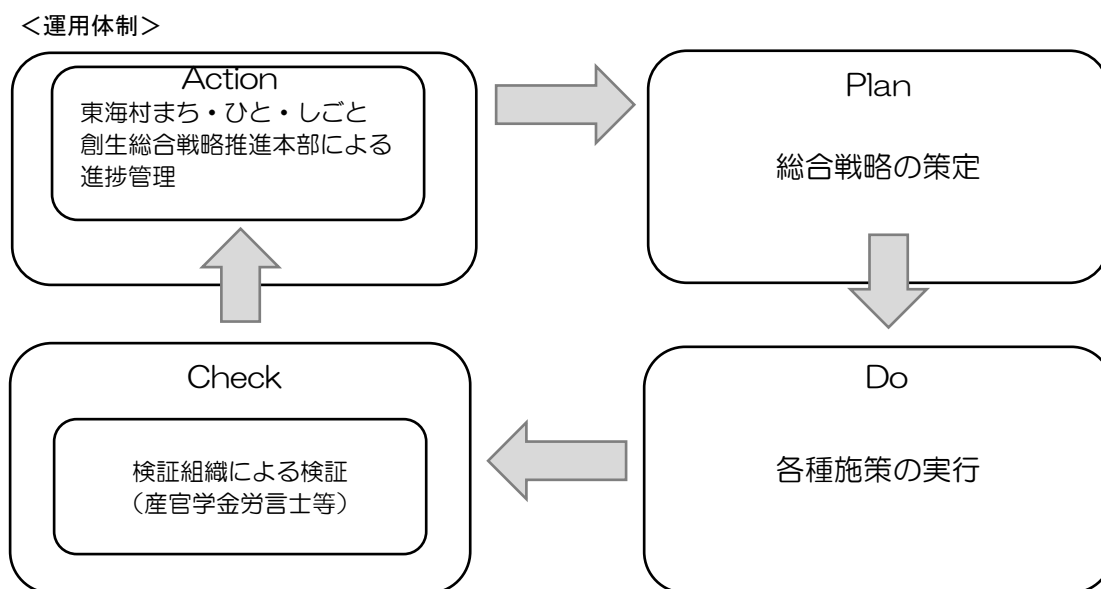 ＜運用体制＞
Action
東海村まち・ひと・しごと
創生総合戦略推進本部による
進捗管理
Plan
総合戦略の策定
Check
検証組織による検証
（産官学金労言士等）
Do
各種施策の実行